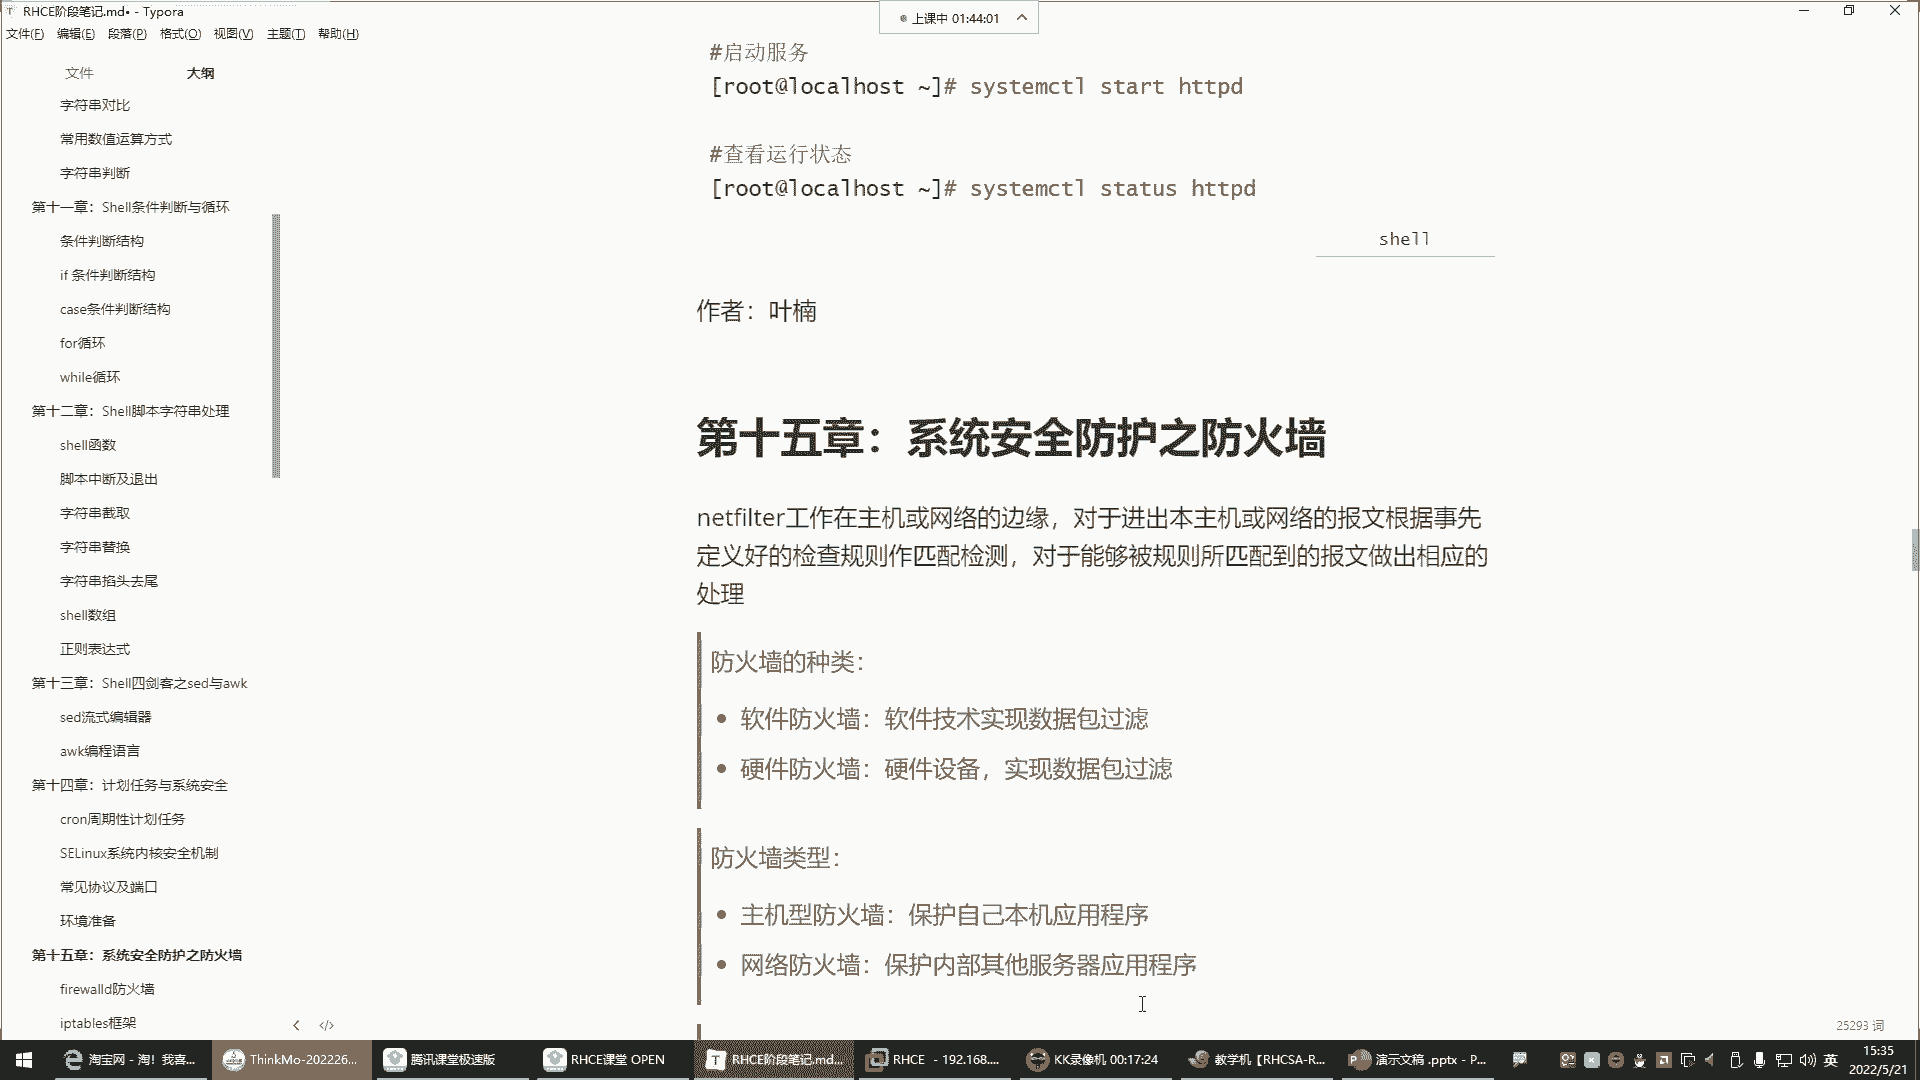 RHCE阶段笔记.md• - Typora
上课中 01:44:01
文件(F) 编辑(E) 段落(P) 格式(O) 视图(V) 主题(T) 帮助(H)
文件 大纲
字符串对比
常用数值运算方式
字符串判断
第十一章：Shell条件判断与循环
条件判断结构
if 条件判断结构
case条件判断结构
for循环
while循环
第十二章：Shell脚本字符串处理
shell函数
脚本中断及退出
字符串截取
字符串替换
字符串掐头去尾
shell数组
正则表达式
第十三章：Shell四剑客之sed与awk
sed流式编辑器
awk编程语言
第十四章：计划任务与系统安全
cron周期性计划任务
SELinux系统内核安全机制
常见协议及端口
环境准备
第十五章：系统安全防护之防火墙
firewalld防火墙
iptables框架
#启动服务
[root@localhost ~]# systemctl start httpd
#查看运行状态
[root@localhost ~]# systemctl status httpd
shell
作者：叶楠
第十五章：系统安全防护之防火墙
netfilter工作在主机或网络的边缘，对于进出本主机或网络的报文根据事先
定义好的检查规则作匹配检测，对于能够被规则所匹配到的报文做出相应的
处理
防火墙的种类：
• 软件防火墙：软件技术实现数据包过滤
• 硬件防火墙：硬件设备，实现数据包过滤
防火墙类型：
• 主机型防火墙：保护自己本机应用程序
• 网络防火墙：保护内部其他服务器应用程序
25293 词
淘宝网 - 淘！我喜... ThinkMo-202226... 腾讯课堂极速版 RHCE课堂 OPEN RHCE阶段笔记.md... RHCE - 192.168.... KK录像机 00:17:24 教学机【RHCSA-R... 演示文稿 .pptx - P... 英
15:35
2022/5/21